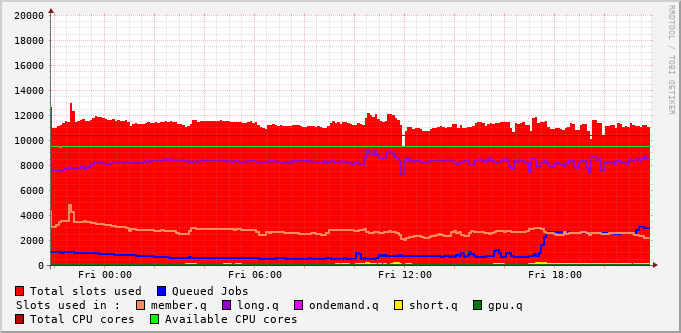 20000
18000
16000
14000
12000
10000
8000
6000
4000
2000
0
Fri 00:00 Fri 06:00 Fri 12:00 Fri 18:00
RRDTOOL / TOBI OETIKER
Total slots used Queued Jobs
Slots used in : member.q long.q ondemand.q short.q gpu.q
Total CPU cores Available CPU cores